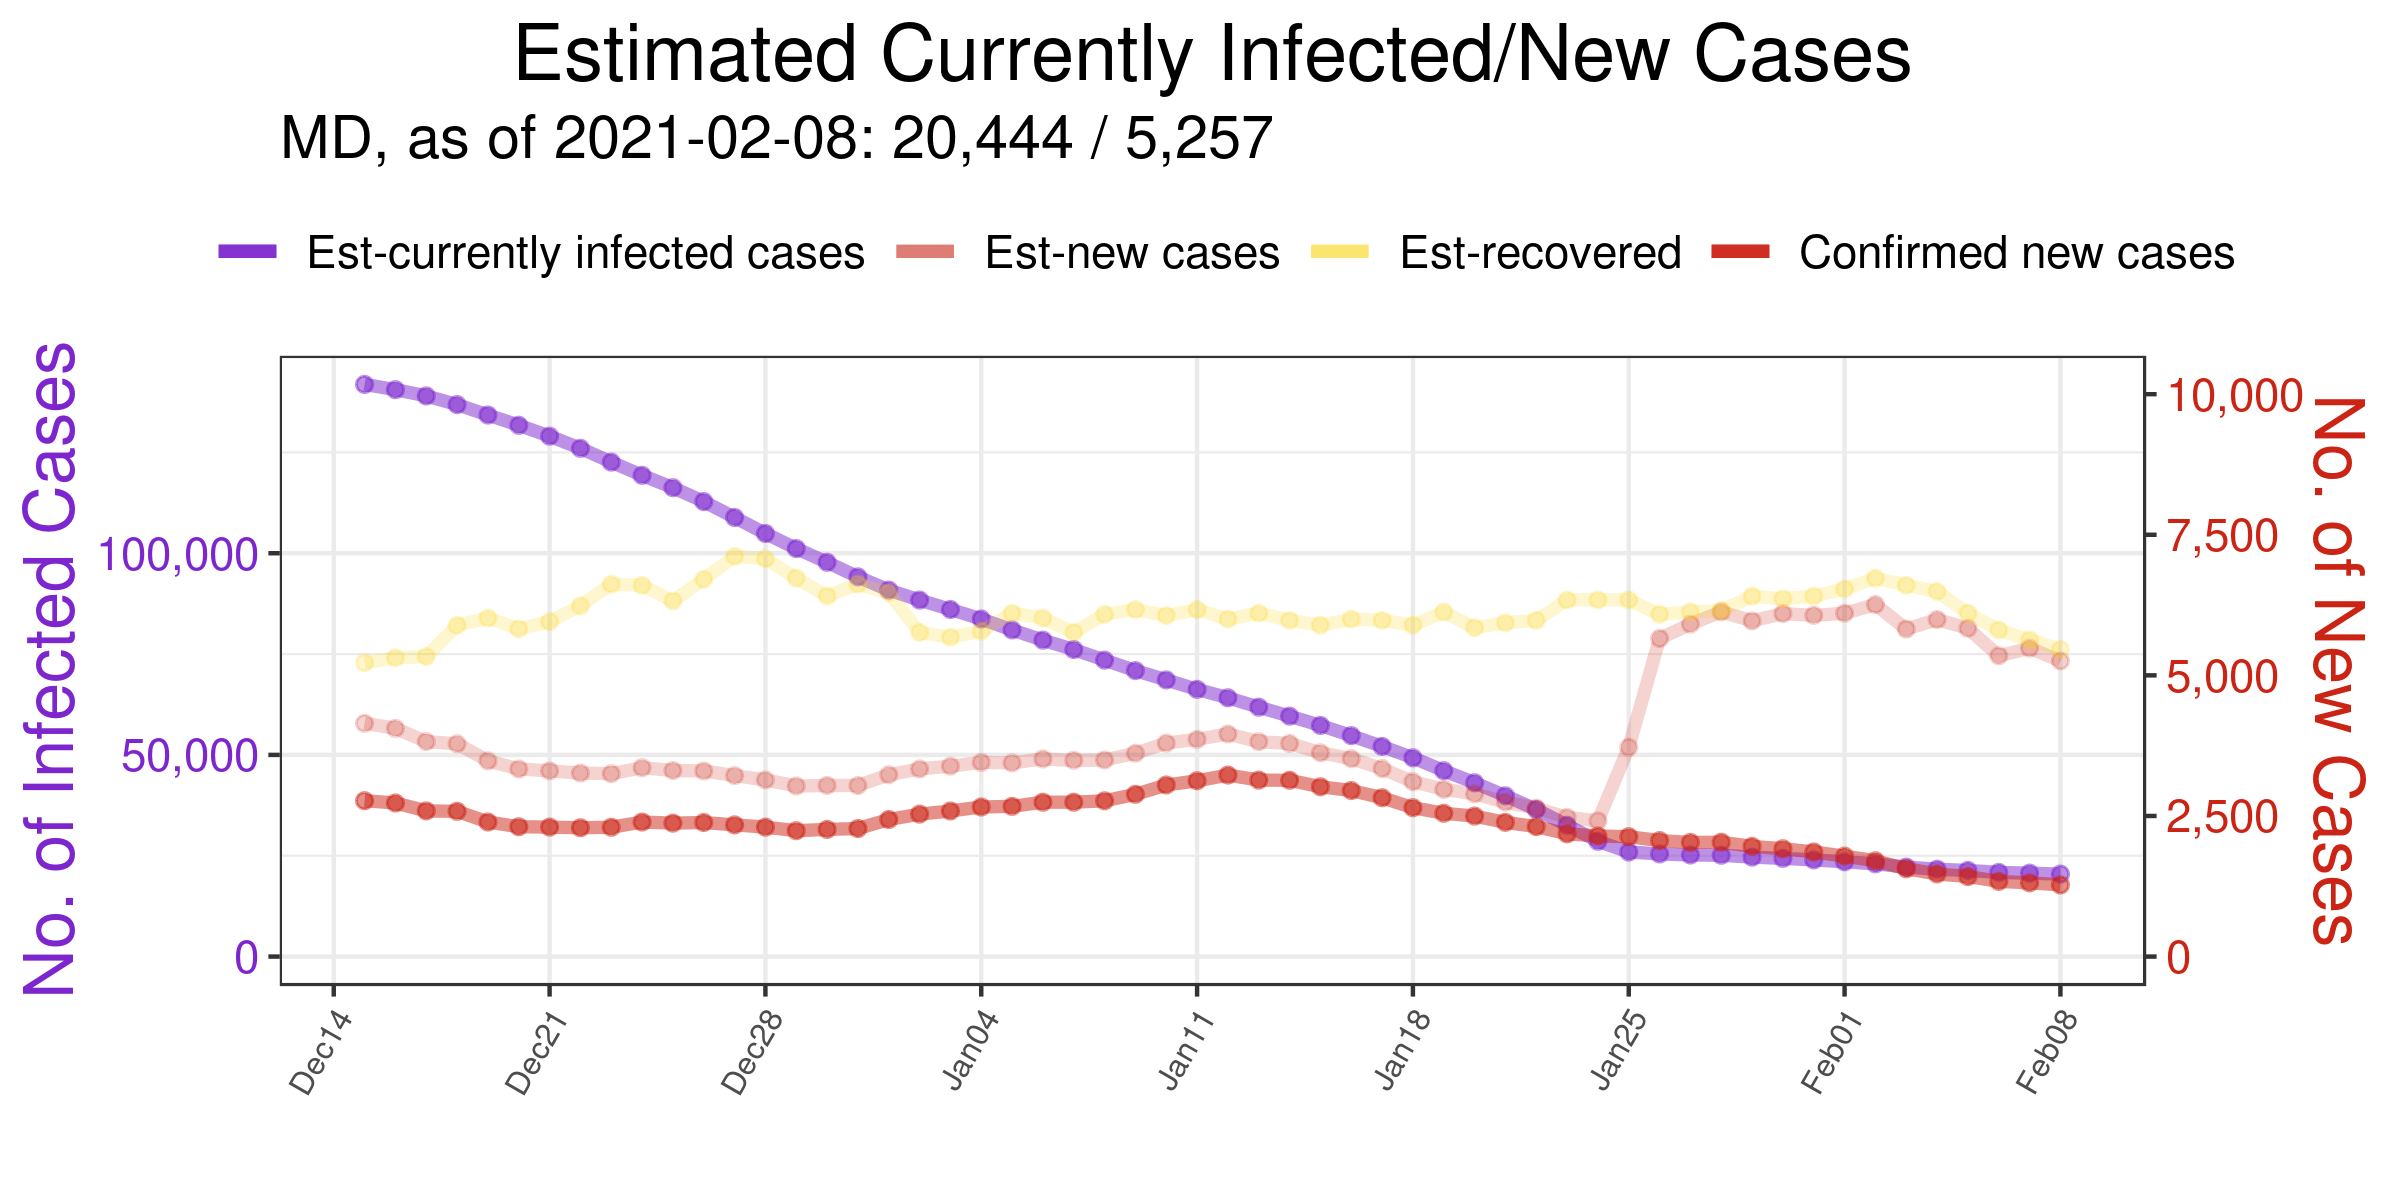 Estimated Currently Infected/New Cases
MD, as of 2021-02-08: 20,444 / 5,257
Est-currently infected cases Est-new cases Est-recovered Confirmed new cases
No. of Infected Cases
100,000
50,000
0
10,000
7,500
5,000
2,500
0
No. of New Cases
Dec14 Dec21 Dec28 Jan04 Jan11 Jan18 Jan25 Feb01 Feb08